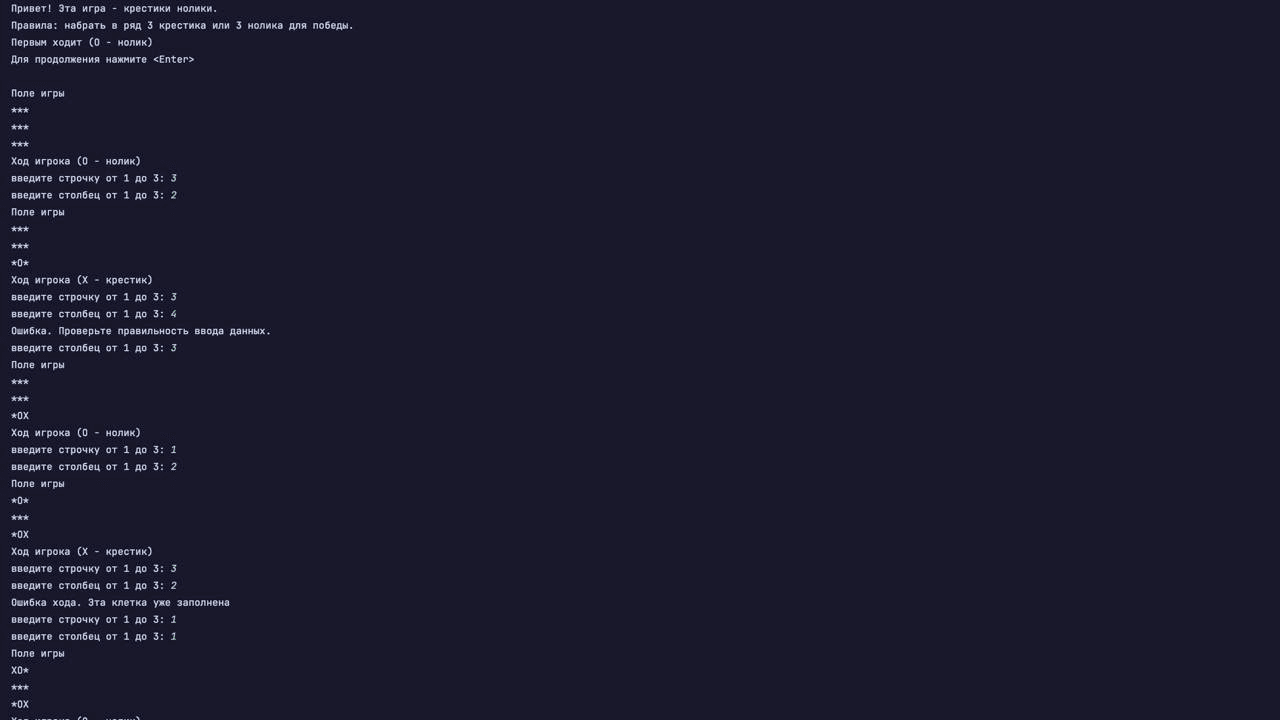 Привет! Эта игра - крестики нолики.
Правила: набрать в ряд 3 крестика или 3 нолика для победы.
Первым ходит (O - нолик)
Для продолжения нажмите <Enter>
Поле игры
***
***
***
Ход игрока (O - нолик)
введите строчку от 1 до 3: 3
введите столбец от 1 до 3: 2
Поле игры
***
***
*O*
Ход игрока (X - крестик)
введите строчку от 1 до 3: 3
введите столбец от 1 до 3: 4
Ошибка. Проверьте правильность ввода данных.
введите столбец от 1 до 3: 3
Поле игры
***
***
*OX
Ход игрока (O - нолик)
введите строчку от 1 до 3: 1
введите столбец от 1 до 3: 2
Поле игры
*O*
***
*OX
Ход игрока (X - крестик)
введите строчку от 1 до 3: 3
введите столбец от 1 до 3: 2
Ошибка хода. Эта клетка уже заполнена
введите строчку от 1 до 3: 1
введите столбец от 1 до 3: 1
Поле игры
XO*
***
*OX
Ход игрока (O - нолик)